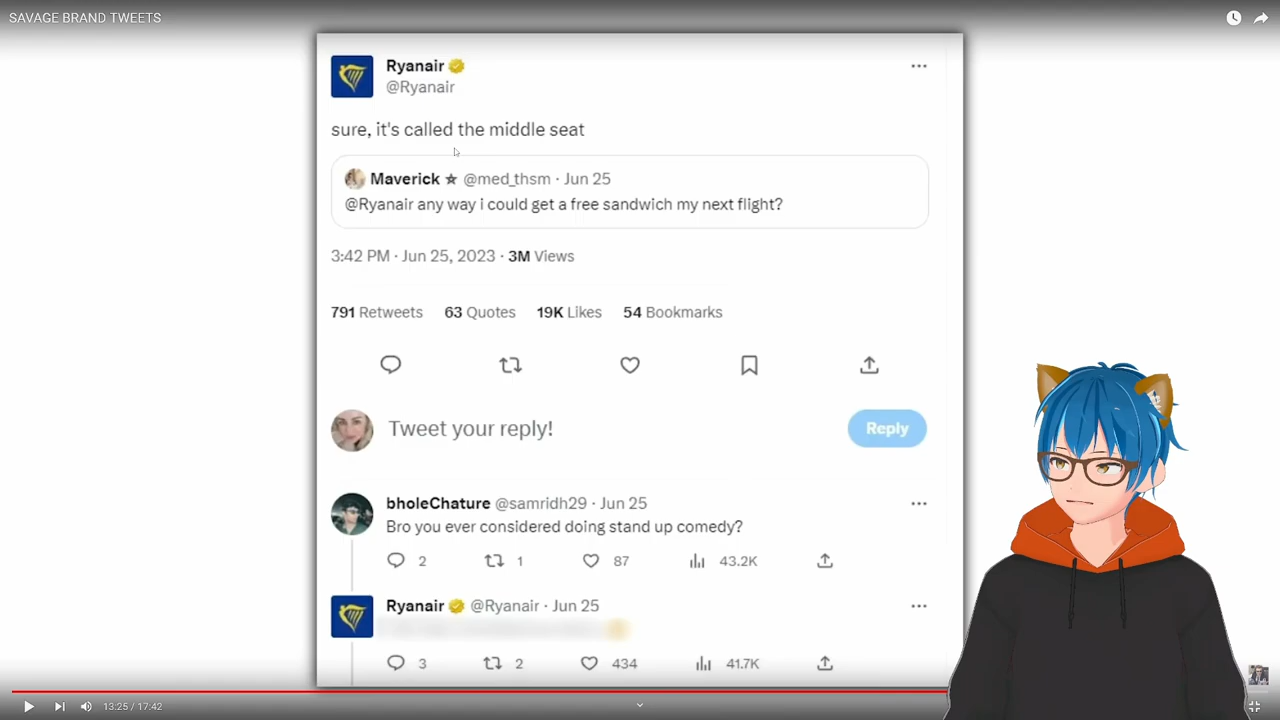 SAVAGE BRAND TWEETS
Ryanair
@Ryanair
sure, it's called the middle seat
Maverick @med_thsm · Jun 25
@Ryanair any way i could get a free sandwich my next flight?
3:42 PM · Jun 25, 2023 · 3M Views
791 Retweets 63 Quotes 19K Likes 54 Bookmarks
Tweet your reply!
Reply
bholeChature @samridh29 · Jun 25
Bro you ever considered doing stand up comedy?
2 1 87 43.2K
Ryanair @Ryanair · Jun 25
3 2 434 41.7K
13:25 / 17:42